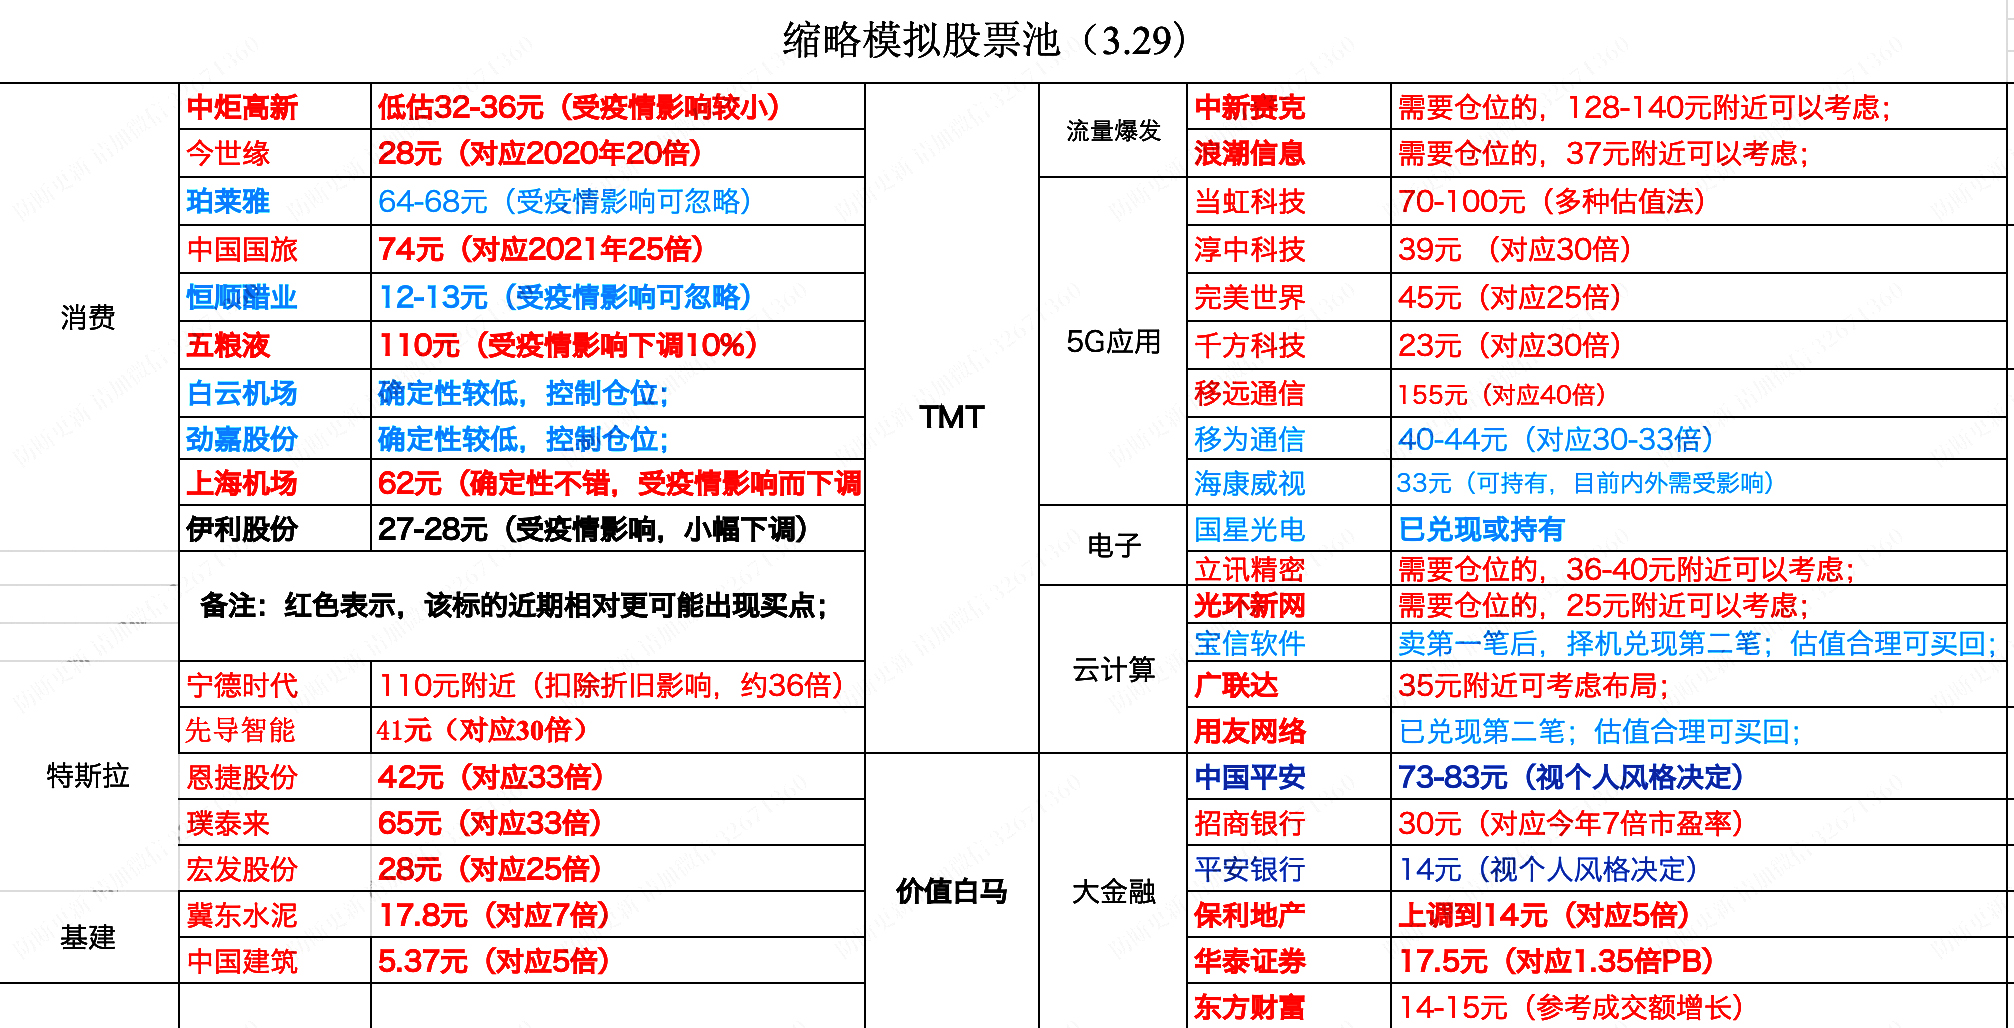 缩略模拟股票池（3.29）
消费
中炬高新 低估32-36元（受疫情影响较小）
今世缘 28元（对应2020年20倍）
珀莱雅 64-68元（受疫情影响可忽略）
中国国旅 74元（对应2021年25倍）
恒顺醋业 12-13元（受疫情影响可忽略）
五粮液 110元（受疫情影响下调10%）
白云机场 确定性较低，控制仓位；
劲嘉股份 确定性较低，控制仓位；
上海机场 62元（确定性不错，受疫情影响而下调
伊利股份 27-28元（受疫情影响，小幅下调）
备注：红色表示，该标的近期相对更可能出现买点；
特斯拉
宁德时代 110元附近（扣除折旧影响，约36倍）
先导智能 41元（对应30倍）
恩捷股份 42元（对应33倍）
璞泰来 65元（对应33倍）
宏发股份 28元（对应25倍）
基建
冀东水泥 17.8元（对应7倍）
中国建筑 5.37元（对应5倍）
TMT
流量爆发
中新赛克 需要仓位的，128-140元附近可以考虑；
浪潮信息 需要仓位的，37元附近可以考虑；
5G应用
当虹科技 70-100元（多种估值法）
淳中科技 39元 （对应30倍）
完美世界 45元（对应25倍）
千方科技 23元（对应30倍）
移远通信 155元（对应40倍）
移为通信 40-44元（对应30-33倍）
海康威视 33元（可持有，目前内外需受影响）
电子
国星光电 已兑现或持有
立讯精密 需要仓位的，36-40元附近可以考虑；
云计算
光环新网 需要仓位的，25元附近可以考虑；
宝信软件 卖第一笔后，择机兑现第二笔；估值合理可买回；
广联达 35元附近可考虑布局；
用友网络 已兑现第二笔；估值合理可买回；
价值白马
大金融
中国平安 73-83元（视个人风格决定）
招商银行 30元（对应今年7倍市盈率）
平安银行 14元（视个人风格决定）
保利地产 上调到14元（对应5倍）
华泰证券 17.5元（对应1.35倍PB）
东方财富 14-15元（参考成交额增长）